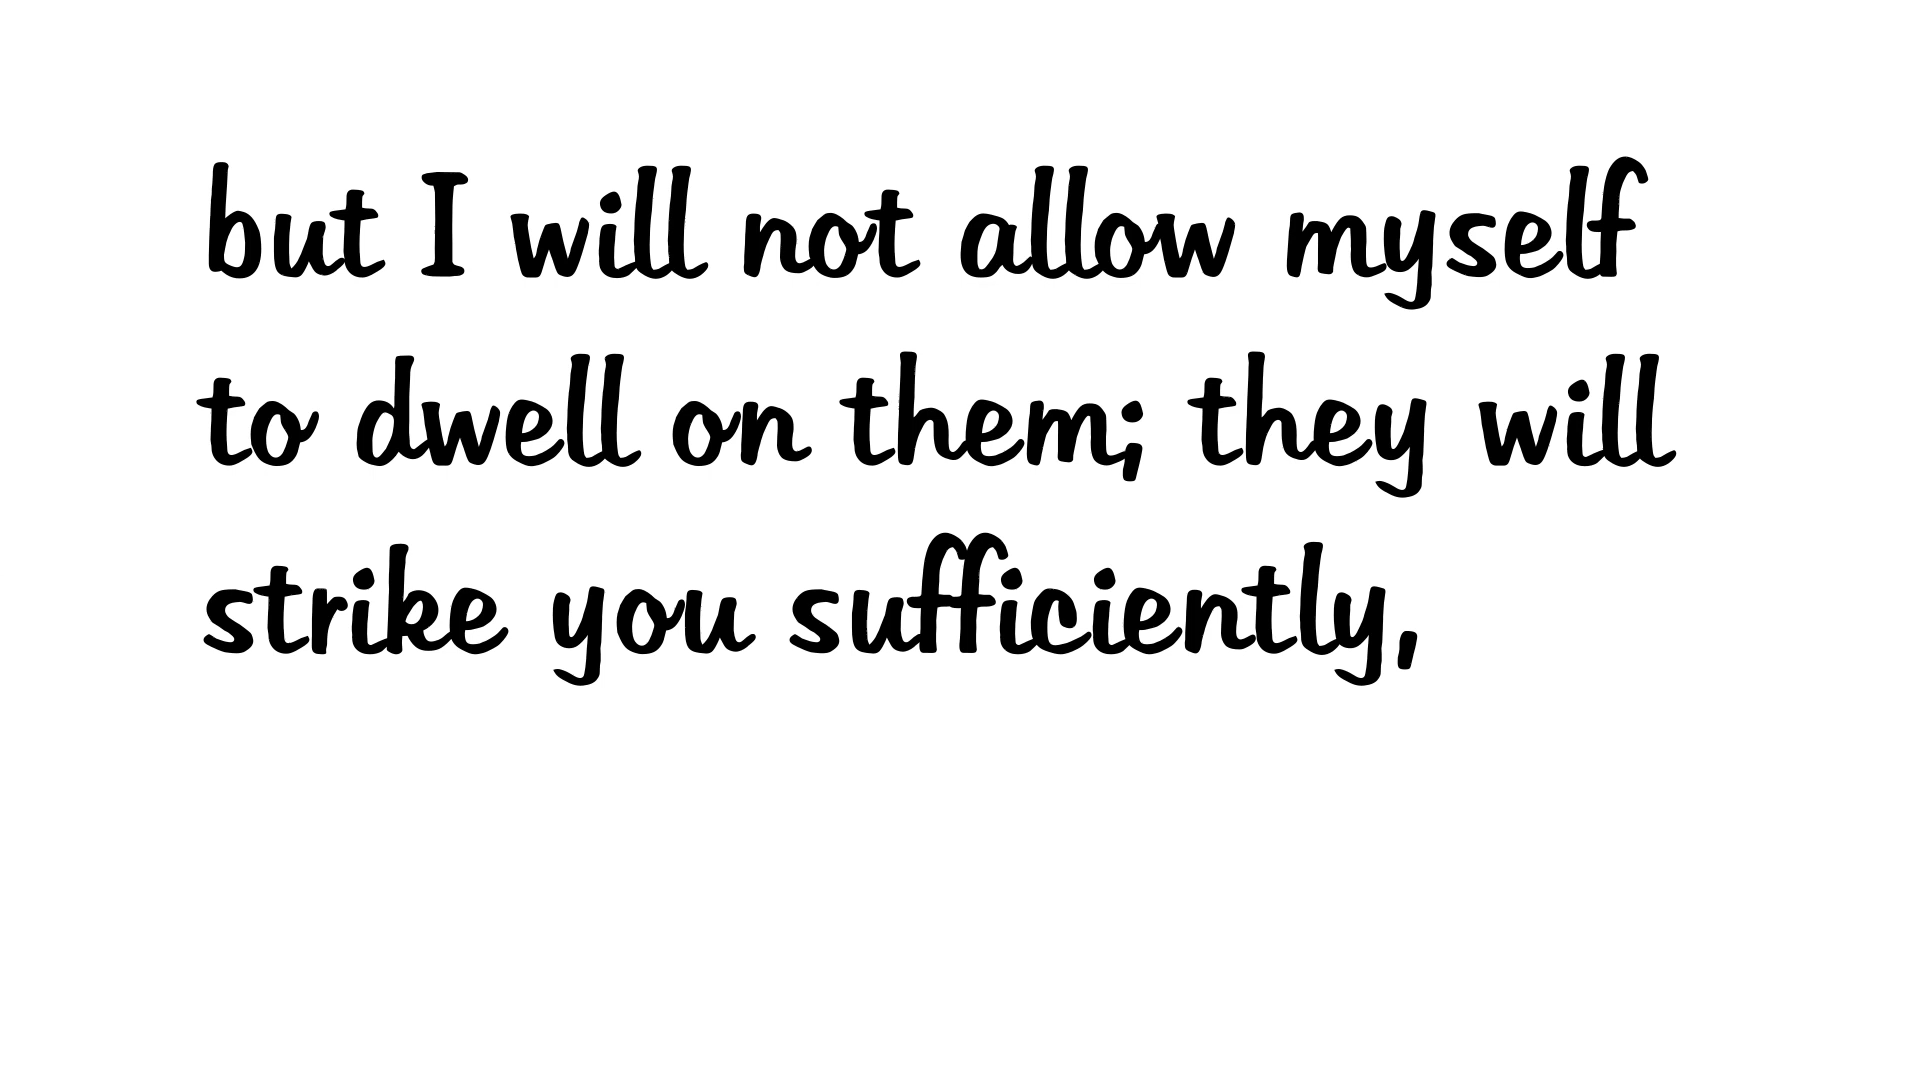 but I will not allow myself
to dwell on them; they will
strike you sufficiently,